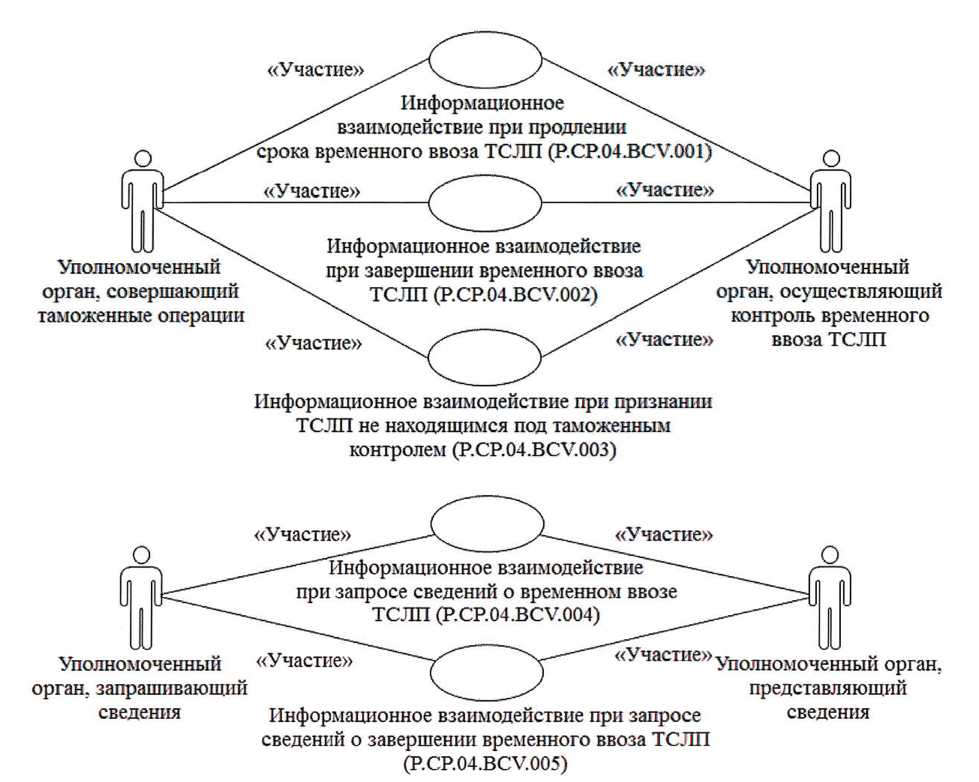 «Участие»
«Участие»
Информационное
взаимодействие при продлении
срока временного ввоза ТСЛП (P.CP.04.BCV.001)
«Участие»
«Участие»
Информационное взаимодействие
при завершении временного ввоза
ТСЛП (P.CP.04.BCV.002)
Уполномоченный
орган, совершающий
таможенные операции
Уполномоченный
орган, осуществляющий
контроль временного
ввоза ТСЛП
«Участие»
«Участие»
Информационное взаимодействие при признании
ТСЛП не находящимся под таможенным
контролем (P.CP.04.BCV.003)
«Участие»
«Участие»
Информационное взаимодействие
при запросе сведений о временном ввозе
ТСЛП (P.CP.04.BCV.004)
Уполномоченный
орган, запрашивающий
сведения
«Участие»
«Участие»
Уполномоченный орган,
представляющий
сведения
Информационное взаимодействие при запросе
сведений о завершении временного ввоза ТСЛП
(P.CP.04.BCV.005)